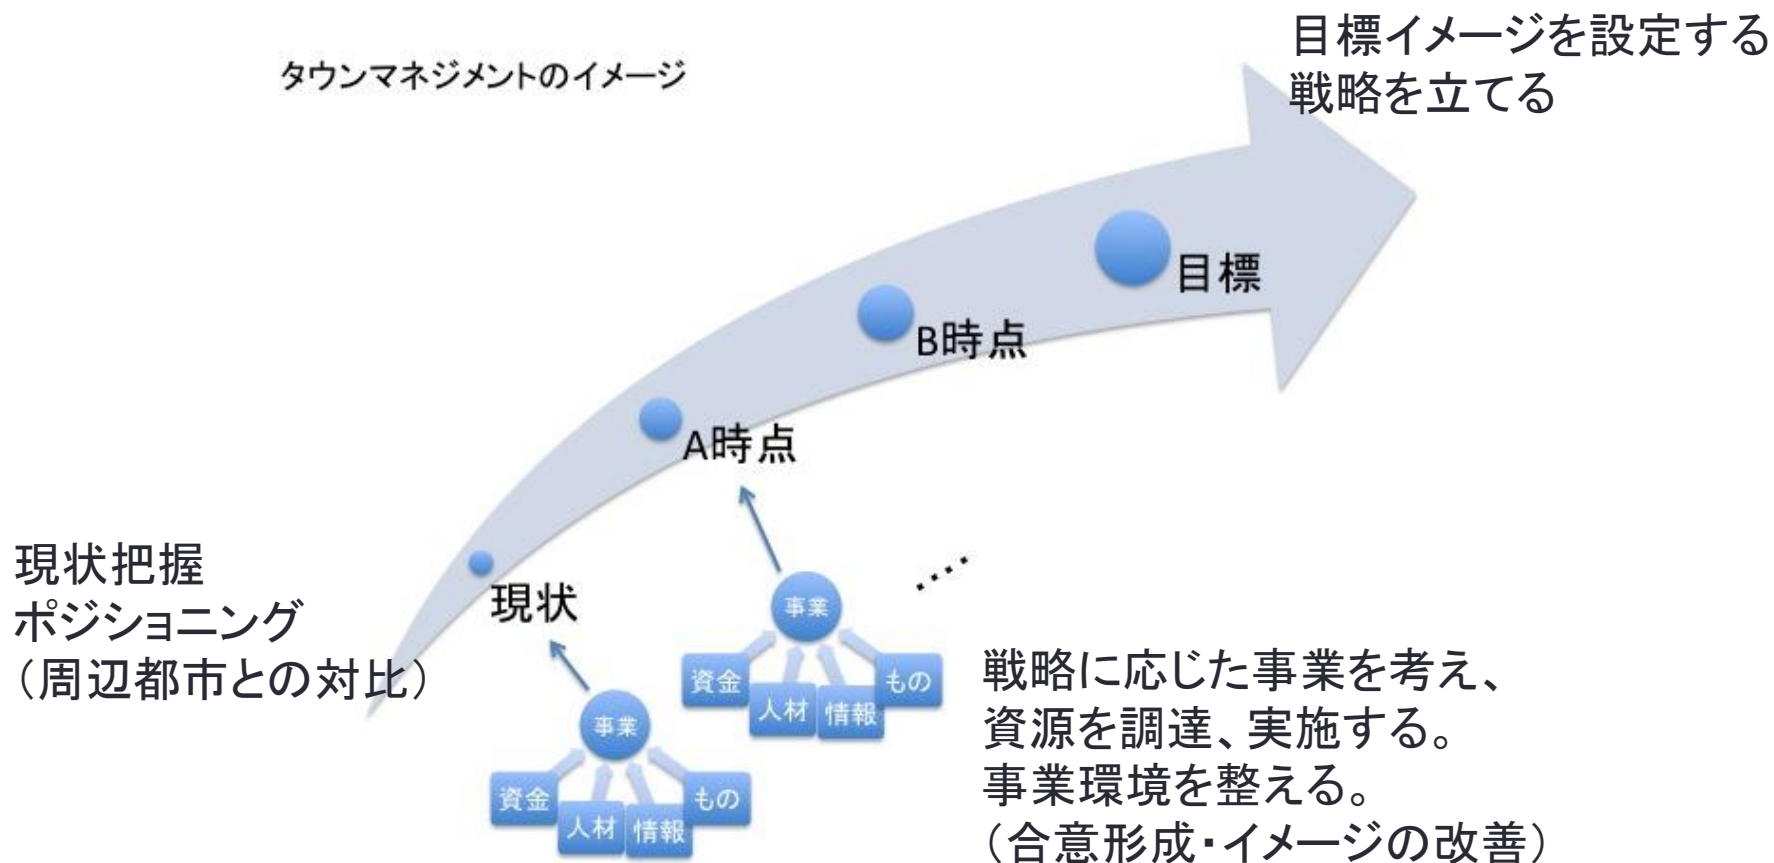 タウンマネジメントのイメージ
目標イメージを設定する
戦略を立てる
目標
B時点
A時点
現状把握
ポジショニング
（周辺都市との対比）
現状
‥‥
事業
資金
人材
情報
もの
事業
資金
人材
情報
もの
戦略に応じた事業を考え、
資源を調達、実施する。
事業環境を整える。
（合意形成・イメージの改善）